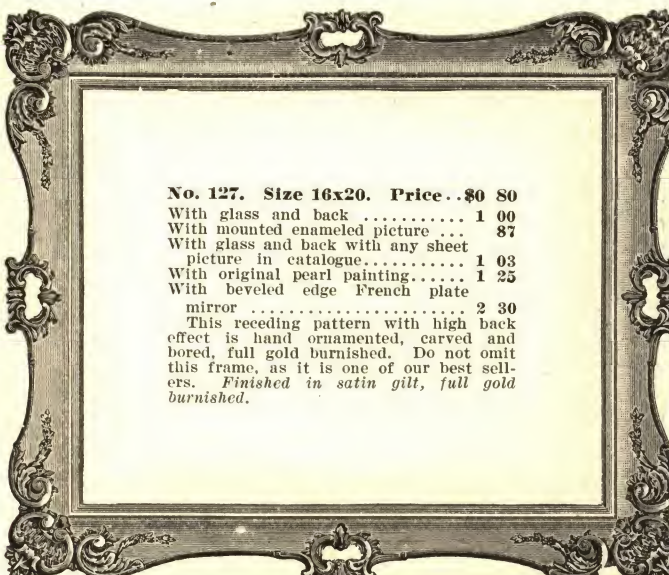 No. 127. Size 16x20. Price..$0 80
With glass and back ........... 1 00
With mounted enameled picture ... 87
With glass and back with any sheet
picture in catalogue........... 1 03
With original pearl painting...... 1 25
With beveled edge French plate
mirror ........................ 2 30
This receding pattern with high back
effect is hand ornamented, carved and
bored, full gold burnished. Do not omit
this frame, as it is one of our best sell-
ers. Finished in satin gilt, full gold
burnished.